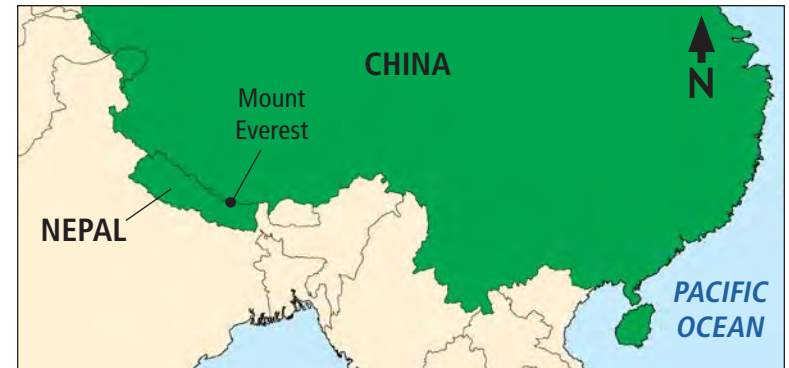 CHINA
N
Mount
Everest
NEPAL
PACIFIC
OCEAN